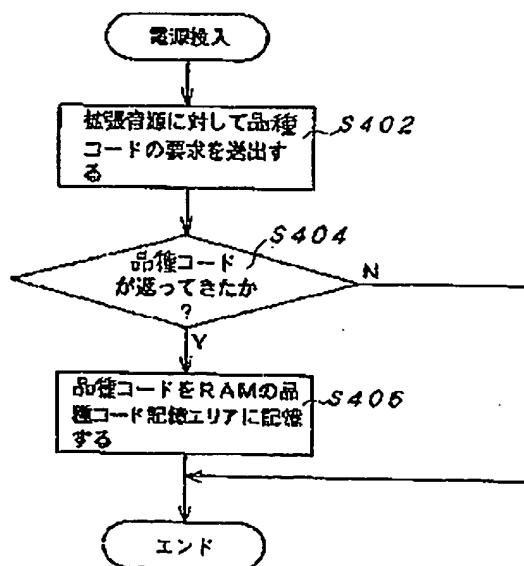 電源投入
拡張音源に対して品種
コードの要求を送出す
る
S402
品種コード
が返ってきたか
?
S404
N
Y
品種コードをRAMの品
種コード記憶エリアに記憶
する
S406
エンド